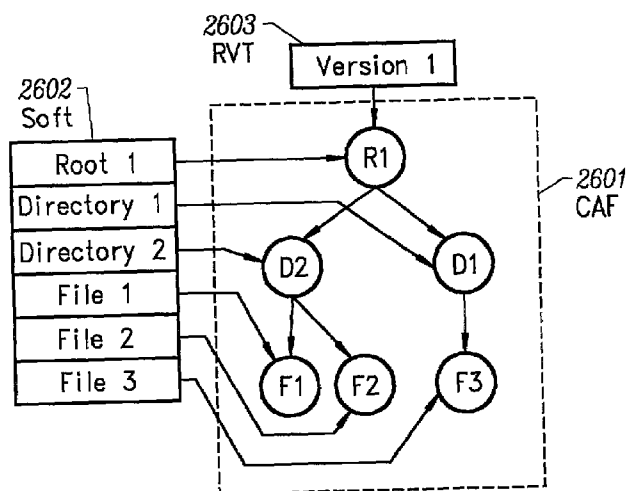 2603
RVT
Version 1
2602
Soft
Root 1
Directory 1
Directory 2
File 1
File 2
File 3
R1
D2
D1
F1
F2
F3
2601
CAF